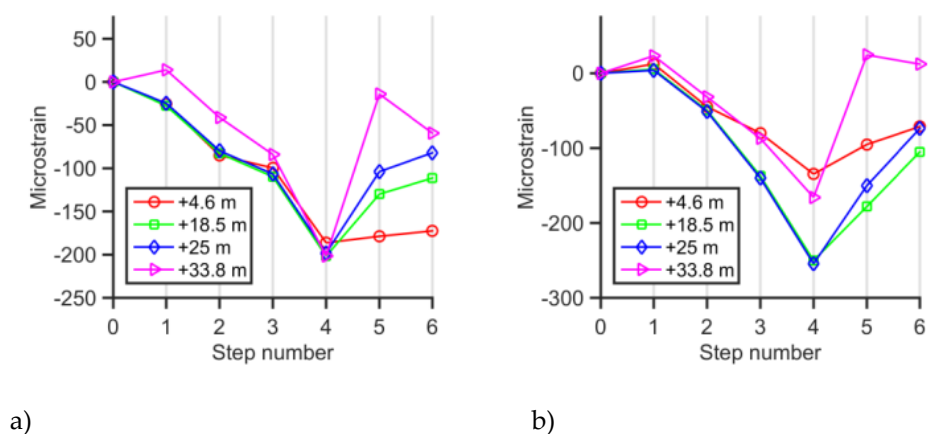 50
0
-50
-100
-150
-200
-250
Microstrain
+4.6 m
+18.5 m
+25 m
+33.8 m
0 1 2 3 4 5 6
Step number
a)
0
-100
-200
-300
Microstrain
+4.6 m
+18.5 m
+25 m
+33.8 m
0 1 2 3 4 5 6
Step number
b)